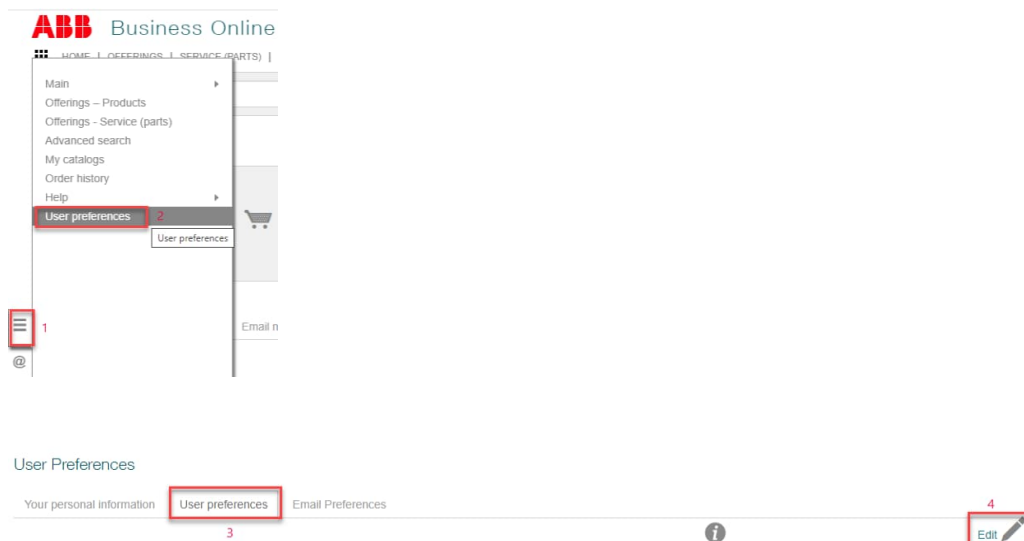 ABB Business Online
HOME | OFFERINGS | SERVICE (PARTS) |
Main
Offerings – Products
Offerings - Service (parts)
Advanced search
My catalogs
Order history
Help
User preferences 2
User preferences
1
Email n
@
User Preferences
Your personal information User preferences Email Preferences
3
i
4
Edit